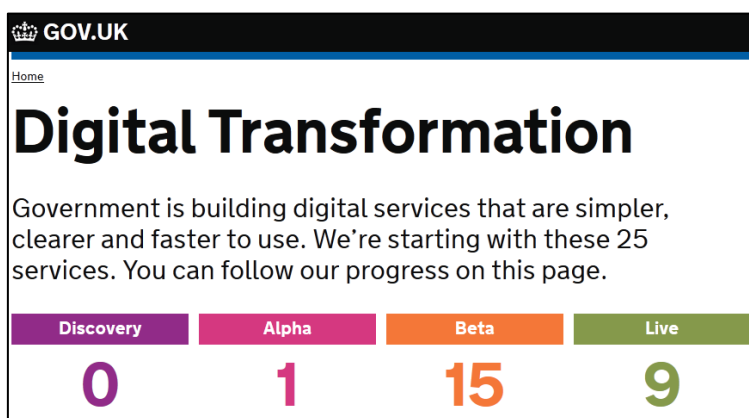 GOV.UK
Home
Digital Transformation
Government is building digital services that are simpler,
clearer and faster to use. We’re starting with these 25
services. You can follow our progress on this page.
Discovery Alpha Beta Live
0 1 15 9